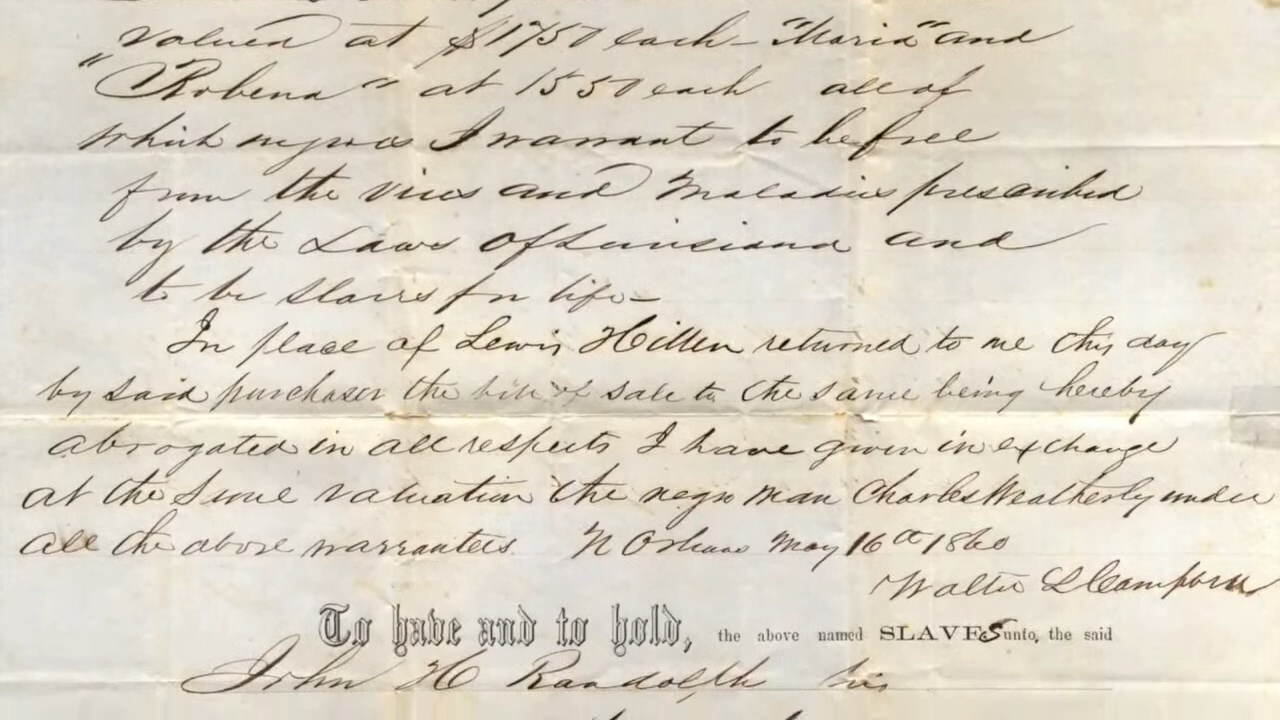 valued at $1750 each - "Maria" and
"Robena" at 1550 each all of
which negroes I warrant to be free
from the vices and Maladies prescribed
by the Laws of Louisiana and
to be Slaves for life -
In place of Lewis Hillen returned to me this day
by said purchaser the bill of sale to the same being hereby
abrogated in all respects I have given in exchange
at the Same valuation the negro man Charles Weatherly under
all the above warrantees. N Orleans May 16th 1860
Walter L Campbell
To have and to hold, the above named SLAVES unto, the said
John H Randolph his